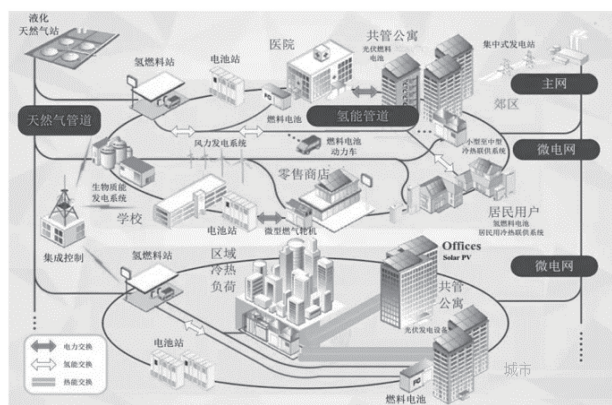 液化
天然气站
氢燃料站
电池站
医院
共管公寓
光伏燃料
电池
集中式发电站
主网
郊区
天然气管道
燃料电池
氢能管道
风力发电系统
燃料电池
动力车
小型至中型
冷热联供系统
微电网
生物质能
发电系统
零售商店
学校
电池站
微型燃气轮机
居民用户
氢燃料电池
居民用冷热联供系统
集成控制
氢燃料站
区域
冷热
负荷
Offices
Solar PV
共管
公寓
微电网
光伏发电设备
电力交换
氢能交换
热能交换
电池站
燃料电池
城市